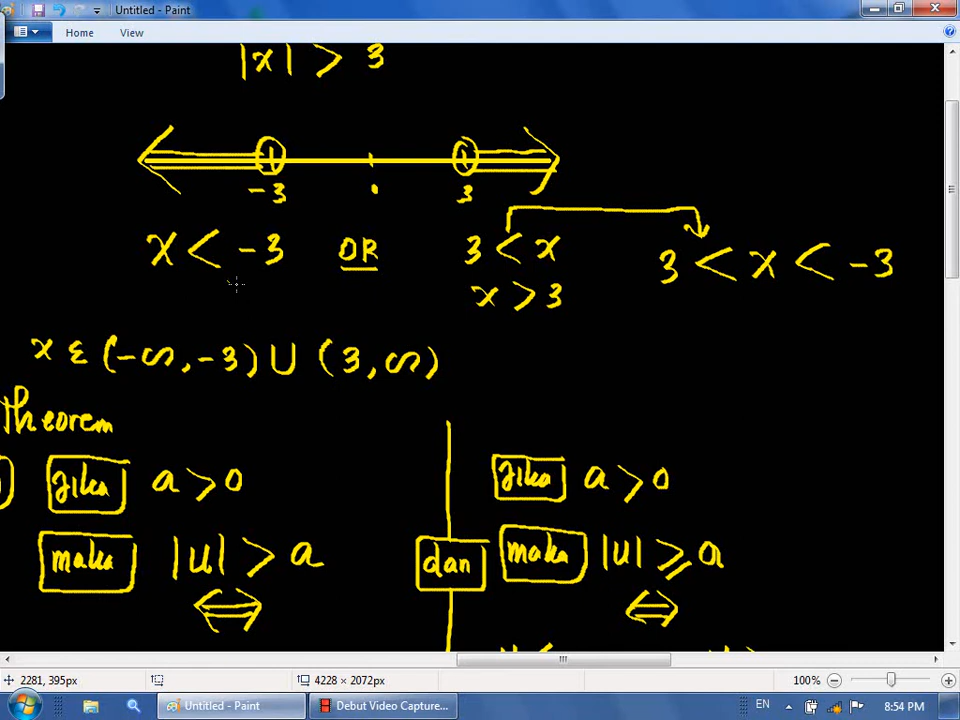 Untitled - Paint
Home View
|x| > 3
-3 3
x < -3 OR 3 < x 3 < x < -3
x > 3
x ε (-∞, -3) U (3, ∞)
Theorem
Jika a > 0 Jika a > 0
maka |u| > a dan maka |u| ≥ a
⇔ ⇔
2281, 395px 4228 × 2072px 100%
Untitled - Paint Debut Video Capture... EN 8:54 PM